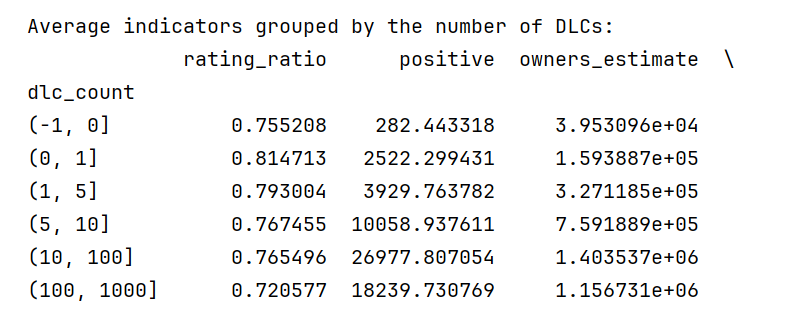 Average indicators grouped by the number of DLCs:
rating_ratio positive owners_estimate \
dlc_count
(-1, 0] 0.755208 282.443318 3.953096e+04
(0, 1] 0.814713 2522.299431 1.593887e+05
(1, 5] 0.793004 3929.763782 3.271185e+05
(5, 10] 0.767455 10058.937611 7.591889e+05
(10, 100] 0.765496 26977.807054 1.403537e+06
(100, 1000] 0.720577 18239.730769 1.156731e+06